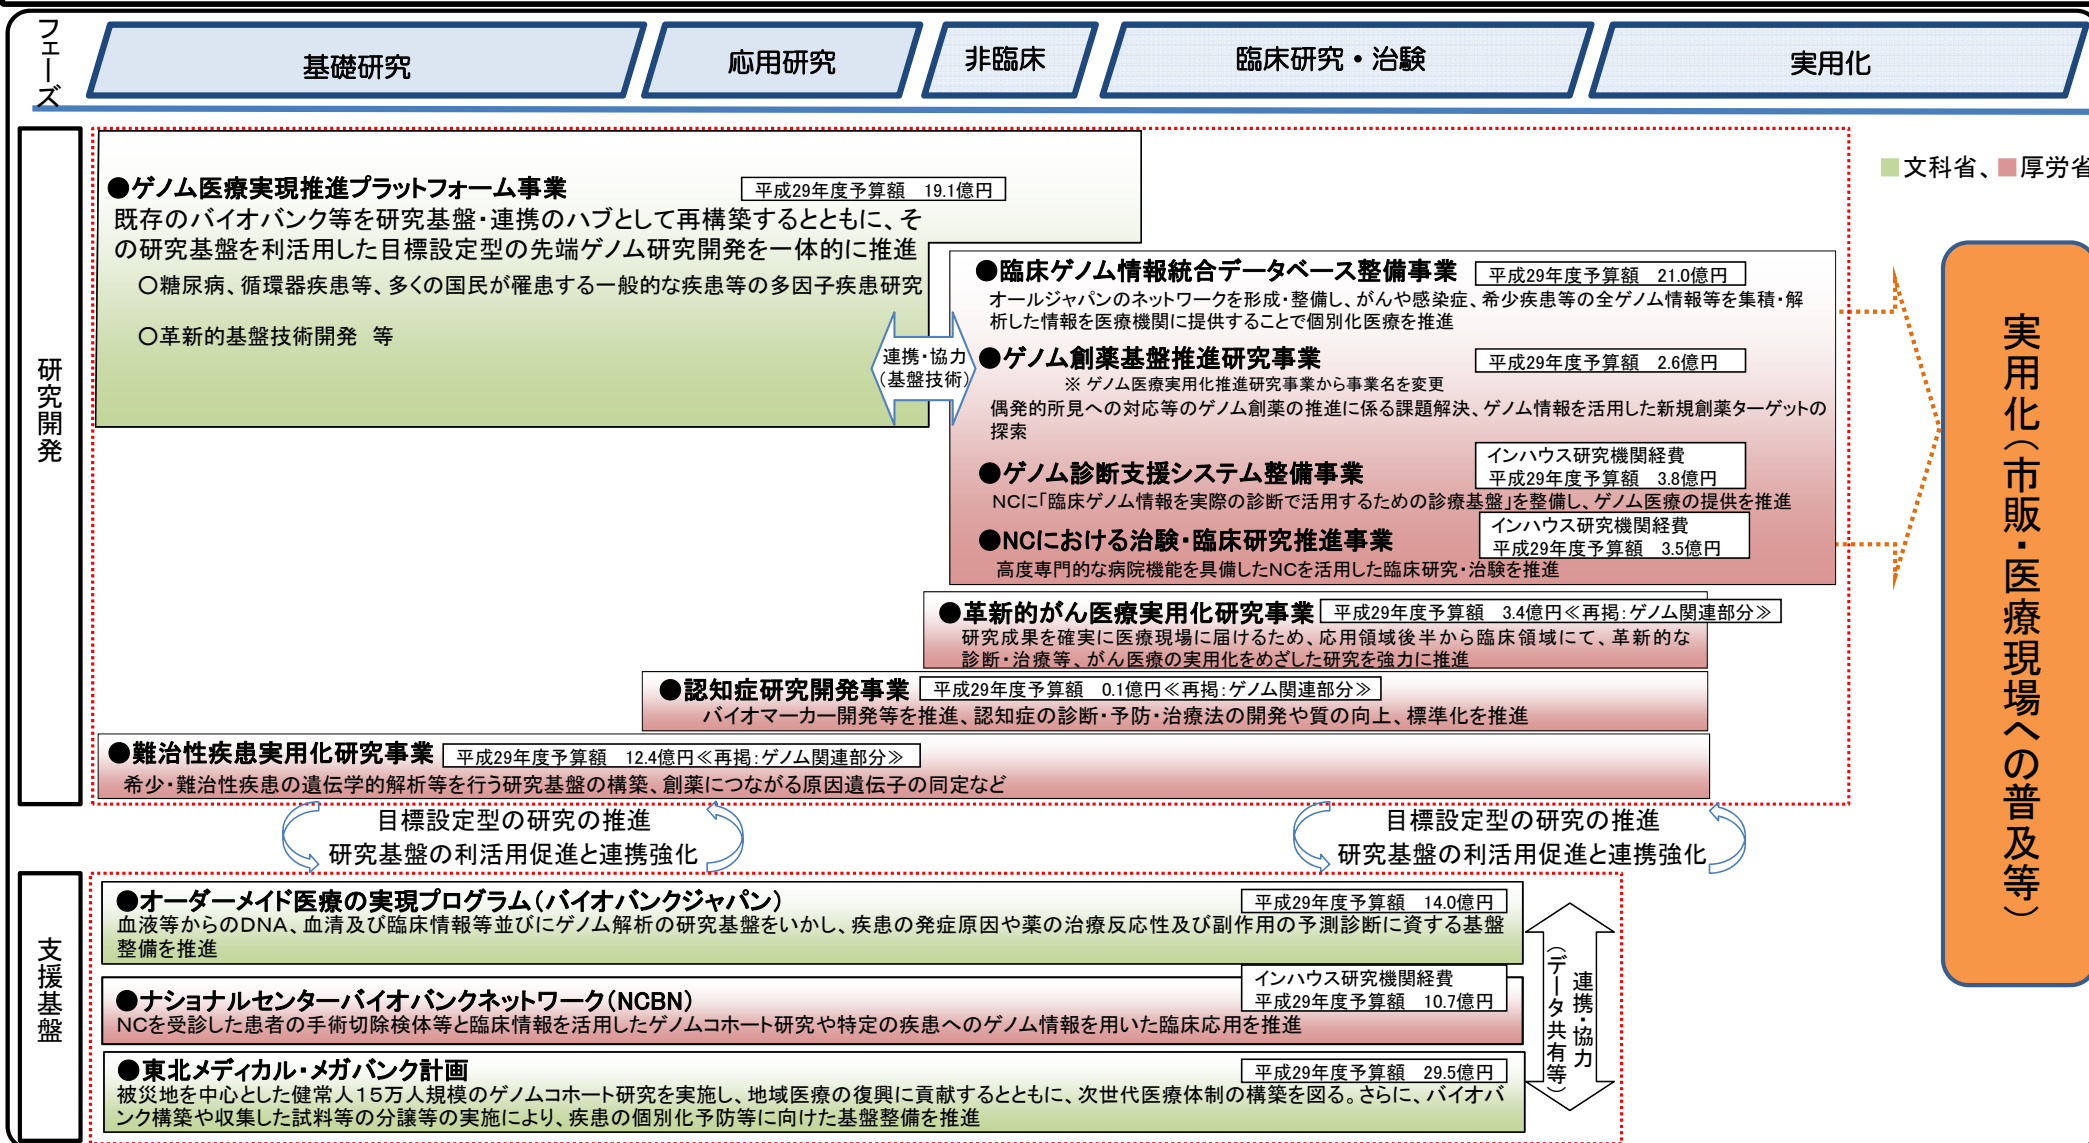 フェーズ
基礎研究
応用研究
非臨床
臨床研究・治験
実用化
■文科省、■厚労省
研究開発
●ゲノム医療実現推進プラットフォーム事業
平成29年度予算額　19.1億円
既存のバイオバンク等を研究基盤・連携のハブとして再構築するとともに、そ
の研究基盤を利活用した目標設定型の先端ゲノム研究開発を一体的に推進
○糖尿病、循環器疾患等、多くの国民が罹患する一般的な疾患等の多因子疾患研究
○革新的基盤技術開発　等
連携・協力
(基盤技術)
●臨床ゲノム情報統合データベース整備事業
平成29年度予算額　21.0億円
オールジャパンのネットワークを形成・整備し、がんや感染症、希少疾患等の全ゲノム情報等を集積・解
析した情報を医療機関に提供することで個別化医療を推進
●ゲノム創薬基盤推進研究事業
平成29年度予算額　2.6億円
※ ゲノム医療実用化推進研究事業から事業名を変更
偶発的所見への対応等のゲノム創薬の推進に係る課題解決、ゲノム情報を活用した新規創薬ターゲットの
探索
●ゲノム診断支援システム整備事業
インハウス研究機関経費
平成29年度予算額　3.8億円
NCに「臨床ゲノム情報を実際の診断で活用するための診療基盤」を整備し、ゲノム医療の提供を推進
●NCにおける治験・臨床研究推進事業
インハウス研究機関経費
平成29年度予算額　3.5億円
高度専門的な病院機能を具備したNCを活用した臨床研究・治験を推進
●革新的がん医療実用化研究事業
平成29年度予算額　3.4億円≪再掲:ゲノム関連部分≫
研究成果を確実に医療現場に届けるため、応用領域後半から臨床領域にて、革新的な
診断・治療等、がん医療の実用化をめざした研究を強力に推進
●認知症研究開発事業
平成29年度予算額　0.1億円≪再掲:ゲノム関連部分≫
バイオマーカー開発等を推進、認知症の診断・予防・治療法の開発や質の向上、標準化を推進
●難治性疾患実用化研究事業
平成29年度予算額　12.4億円≪再掲:ゲノム関連部分≫
希少・難治性疾患の遺伝学的解析等を行う研究基盤の構築、創薬につながる原因遺伝子の同定など
実用化(市販・医療現場への普及等)
目標設定型の研究の推進
研究基盤の利活用促進と連携強化
目標設定型の研究の推進
研究基盤の利活用促進と連携強化
支援基盤
●オーダーメイド医療の実現プログラム(バイオバンクジャパン)
平成29年度予算額　14.0億円
血液等からのDNA、血清及び臨床情報等並びにゲノム解析の研究基盤をいかし、疾患の発症原因や薬の治療反応性及び副作用の予測診断に資する基盤
整備を推進
●ナショナルセンターバイオバンクネットワーク(NCBN)
インハウス研究機関経費
平成29年度予算額　10.7億円
NCを受診した患者の手術切除検体等と臨床情報を活用したゲノムコホート研究や特定の疾患へのゲノム情報を用いた臨床応用を推進
●東北メディカル・メガバンク計画
平成29年度予算額　29.5億円
被災地を中心とした健常人15万人規模のゲノムコホート研究を実施し、地域医療の復興に貢献するとともに、次世代医療体制の構築を図る。さらに、バイオバ
ンク構築や収集した試料等の分譲等の実施により、疾患の個別化予防等に向けた基盤整備を推進
連携・協力
(データ共有等)